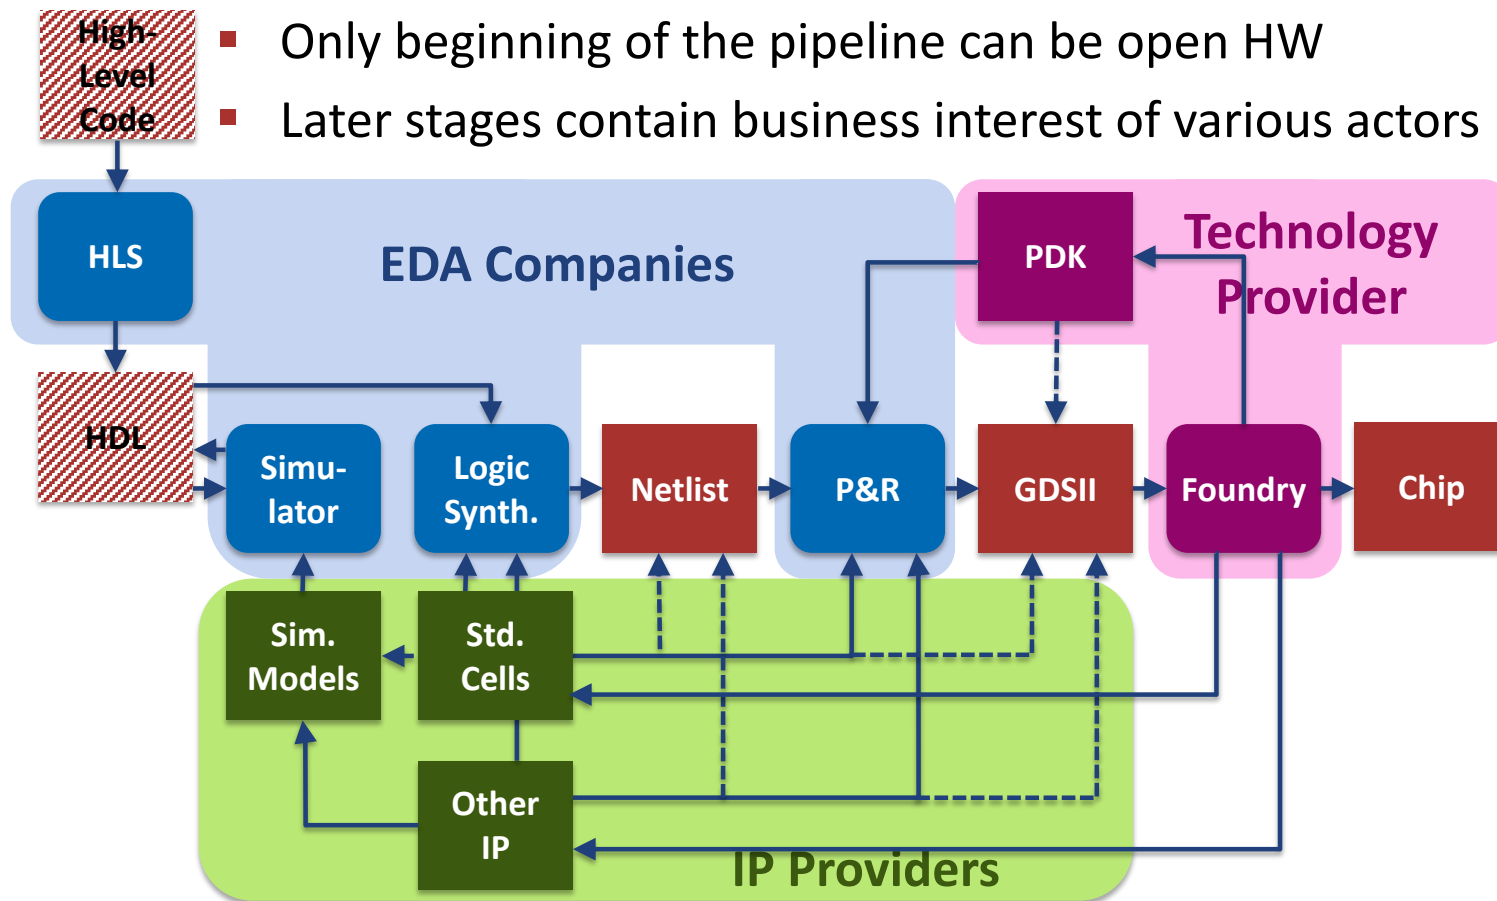 High-
Level
Code
Only beginning of the pipeline can be open HW
Later stages contain business interest of various actors
HLS
EDA Companies
PDK
Technology
Provider
HDL
Simu-
lator
Logic
Synth.
Netlist
P&R
GDSII
Foundry
Chip
Sim.
Models
Std.
Cells
Other
IP
IP Providers